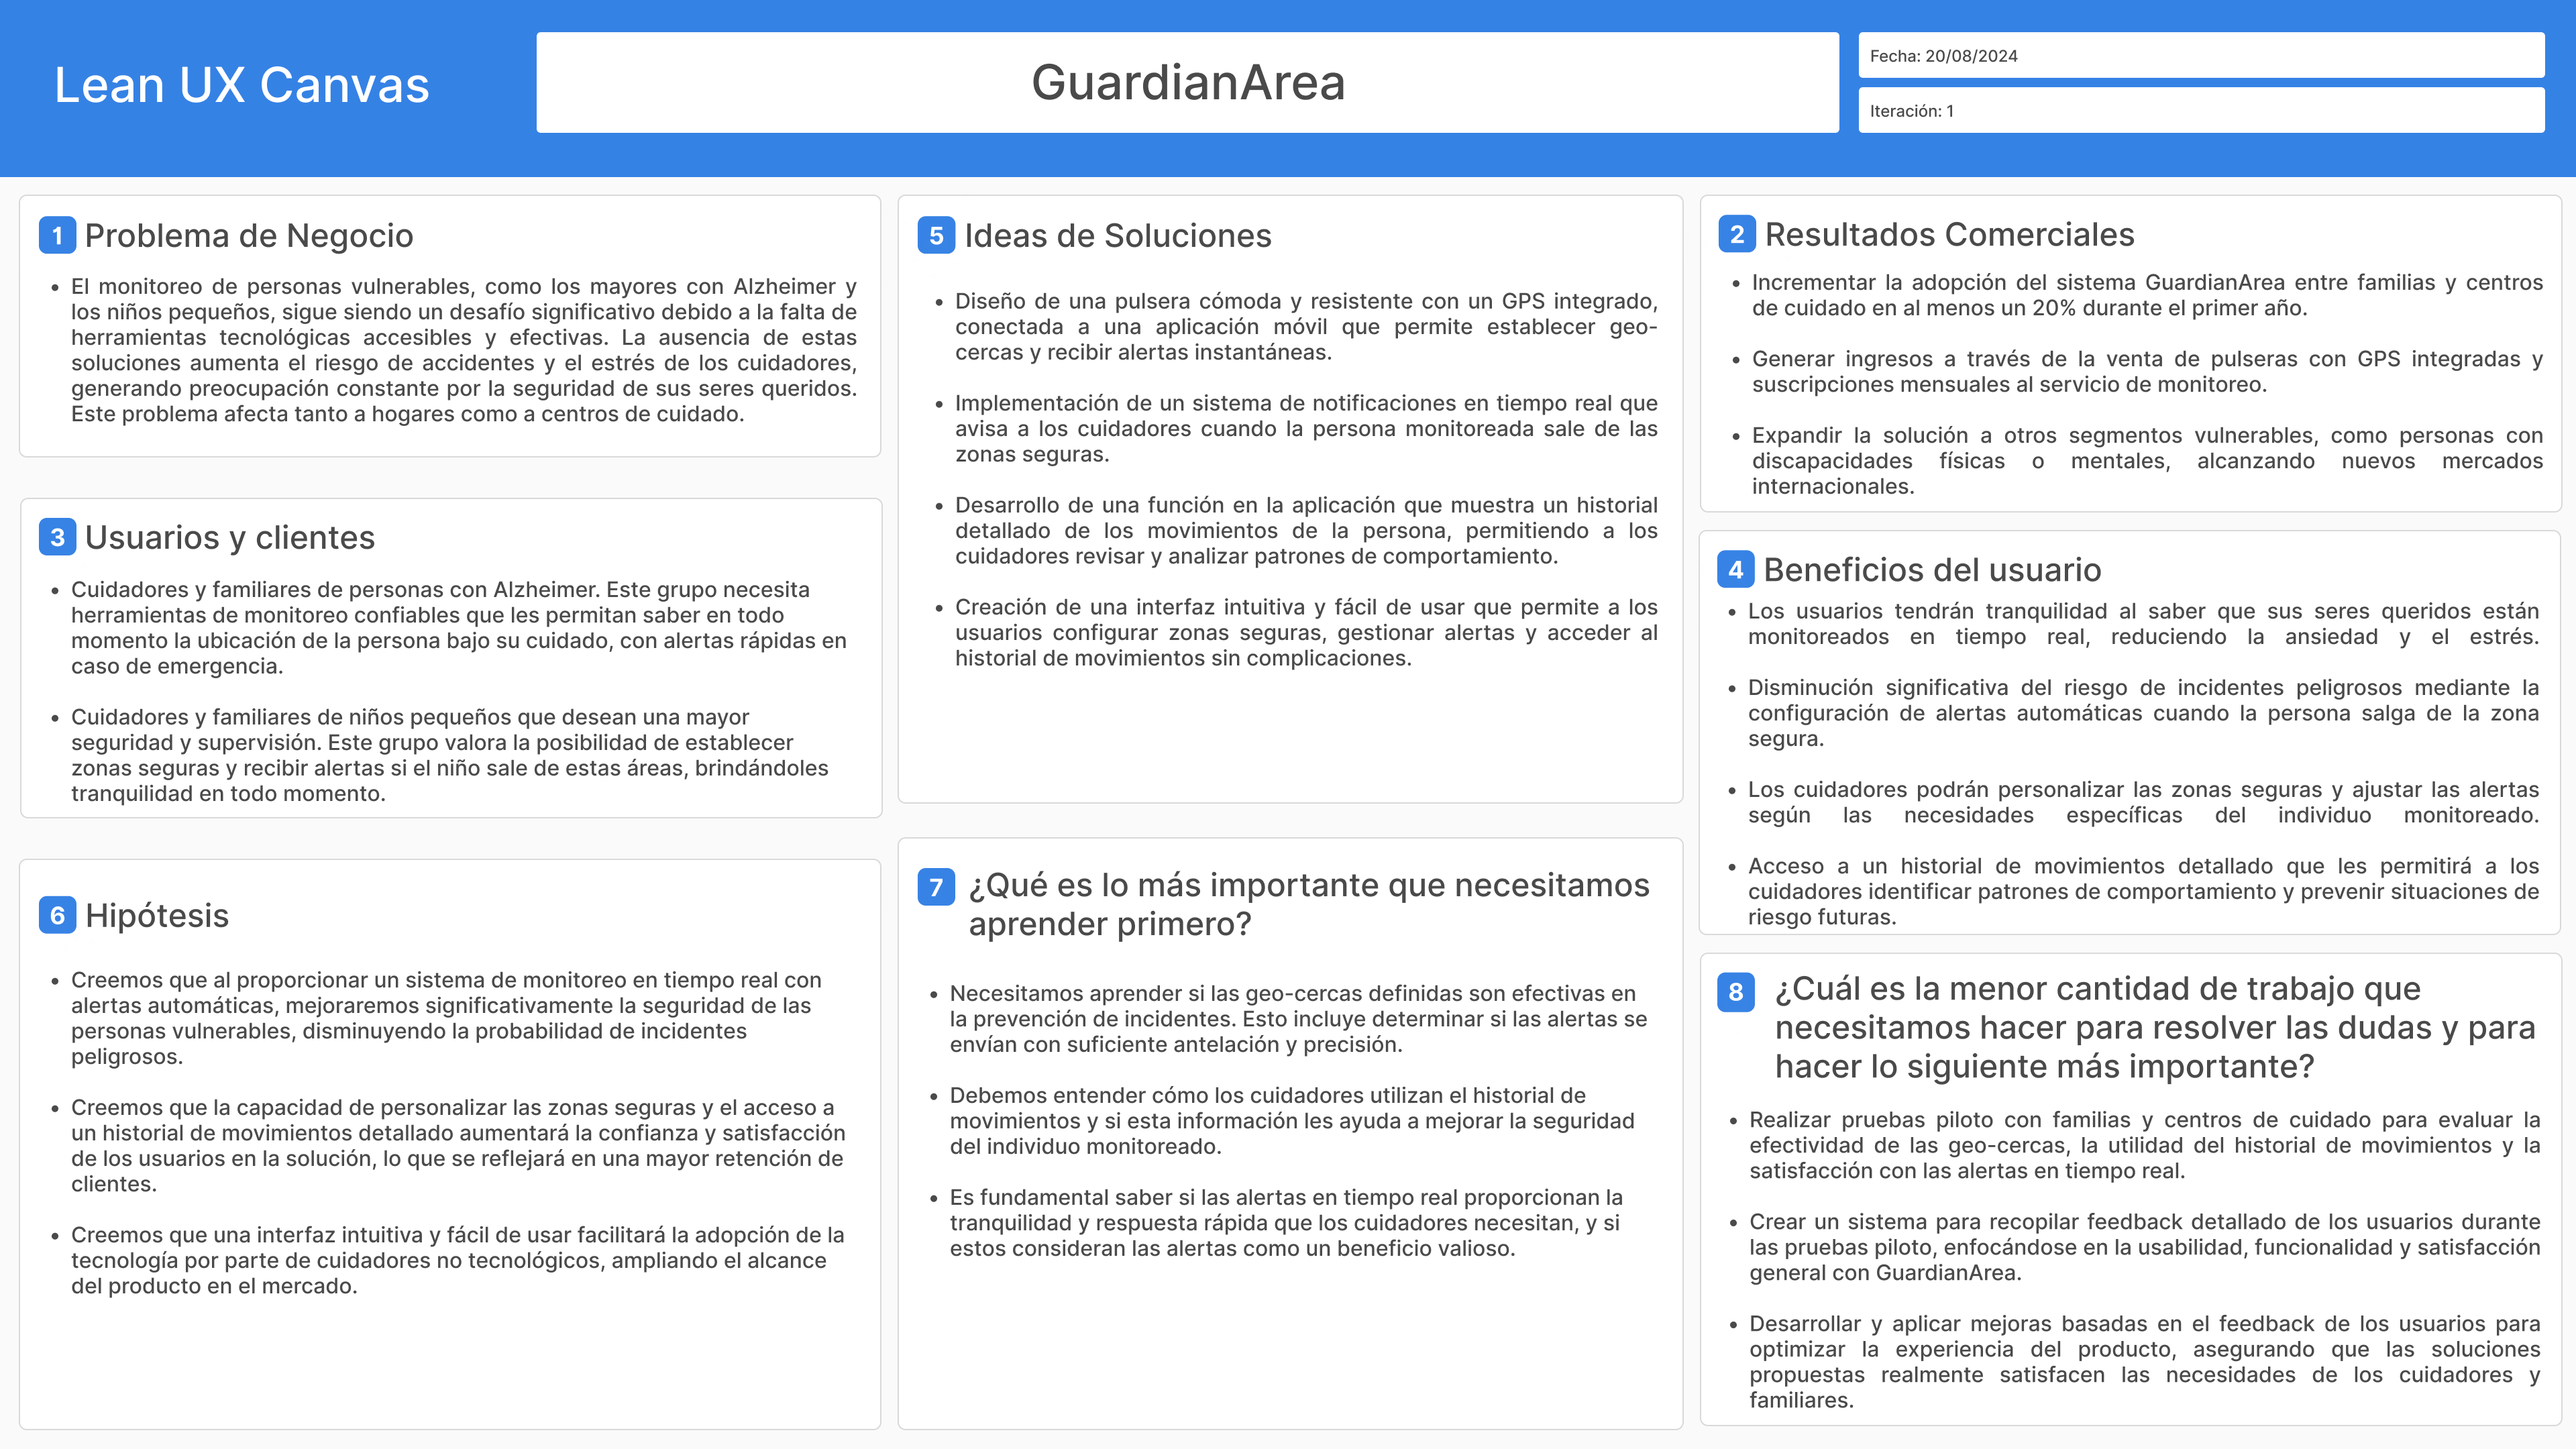 Lean UX Canvas
GuardianArea
Fecha: 20/08/2024
Iteración: 1
1 Problema de Negocio
• El monitoreo de personas vulnerables, como los mayores con Alzheimer y
los niños pequeños, sigue siendo un desafío significativo debido a la falta de
herramientas tecnológicas accesibles y efectivas. La ausencia de estas
soluciones aumenta el riesgo de accidentes y el estrés de los cuidadores,
generando preocupación constante por la seguridad de sus seres queridos.
Este problema afecta tanto a hogares como a centros de cuidado.
3 Usuarios y clientes
• Cuidadores y familiares de personas con Alzheimer. Este grupo necesita
herramientas de monitoreo confiables que les permitan saber en todo
momento la ubicación de la persona bajo su cuidado, con alertas rápidas en
caso de emergencia.
• Cuidadores y familiares de niños pequeños que desean una mayor
seguridad y supervisión. Este grupo valora la posibilidad de establecer
zonas seguras y recibir alertas si el niño sale de estas áreas, brindándoles
tranquilidad en todo momento.
6 Hipótesis
• Creemos que al proporcionar un sistema de monitoreo en tiempo real con
alertas automáticas, mejoraremos significativamente la seguridad de las
personas vulnerables, disminuyendo la probabilidad de incidentes
peligrosos.
• Creemos que la capacidad de personalizar las zonas seguras y el acceso a
un historial de movimientos detallado aumentará la confianza y satisfacción
de los usuarios en la solución, lo que se reflejará en una mayor retención de
clientes.
• Creemos que una interfaz intuitiva y fácil de usar facilitará la adopción de la
tecnología por parte de cuidadores no tecnológicos, ampliando el alcance
del producto en el mercado.
5 Ideas de Soluciones
• Diseño de una pulsera cómoda y resistente con un GPS integrado,
conectada a una aplicación móvil que permite establecer geo-
cercas y recibir alertas instantáneas.
• Implementación de un sistema de notificaciones en tiempo real que
avisa a los cuidadores cuando la persona monitoreada sale de las
zonas seguras.
• Desarrollo de una función en la aplicación que muestra un historial
detallado de los movimientos de la persona, permitiendo a los
cuidadores revisar y analizar patrones de comportamiento.
• Creación de una interfaz intuitiva y fácil de usar que permite a los
usuarios configurar zonas seguras, gestionar alertas y acceder al
historial de movimientos sin complicaciones.
7 ¿Qué es lo más importante que necesitamos
aprender primero?
• Necesitamos aprender si las geo-cercas definidas son efectivas en
la prevención de incidentes. Esto incluye determinar si las alertas se
envían con suficiente antelación y precisión.
• Debemos entender cómo los cuidadores utilizan el historial de
movimientos y si esta información les ayuda a mejorar la seguridad
del individuo monitoreado.
• Es fundamental saber si las alertas en tiempo real proporcionan la
tranquilidad y respuesta rápida que los cuidadores necesitan, y si
estos consideran las alertas como un beneficio valioso.
2 Resultados Comerciales
• Incrementar la adopción del sistema GuardianArea entre familias y centros
de cuidado en al menos un 20% durante el primer año.
• Generar ingresos a través de la venta de pulseras con GPS integradas y
suscripciones mensuales al servicio de monitoreo.
• Expandir la solución a otros segmentos vulnerables, como personas con
discapacidades físicas o mentales, alcanzando nuevos mercados
internacionales.
4 Beneficios del usuario
• Los usuarios tendrán tranquilidad al saber que sus seres queridos están
monitoreados en tiempo real, reduciendo la ansiedad y el estrés.
• Disminución significativa del riesgo de incidentes peligrosos mediante la
configuración de alertas automáticas cuando la persona salga de la zona
segura.
• Los cuidadores podrán personalizar las zonas seguras y ajustar las alertas
según las necesidades específicas del individuo monitoreado.
• Acceso a un historial de movimientos detallado que les permitirá a los
cuidadores identificar patrones de comportamiento y prevenir situaciones de
riesgo futuras.
8 ¿Cuál es la menor cantidad de trabajo que
necesitamos hacer para resolver las dudas y para
hacer lo siguiente más importante?
• Realizar pruebas piloto con familias y centros de cuidado para evaluar la
efectividad de las geo-cercas, la utilidad del historial de movimientos y la
satisfacción con las alertas en tiempo real.
• Crear un sistema para recopilar feedback detallado de los usuarios durante
las pruebas piloto, enfocándose en la usabilidad, funcionalidad y satisfacción
general con GuardianArea.
• Desarrollar y aplicar mejoras basadas en el feedback de los usuarios para
optimizar la experiencia del producto, asegurando que las soluciones
propuestas realmente satisfacen las necesidades de los cuidadores y
familiares.